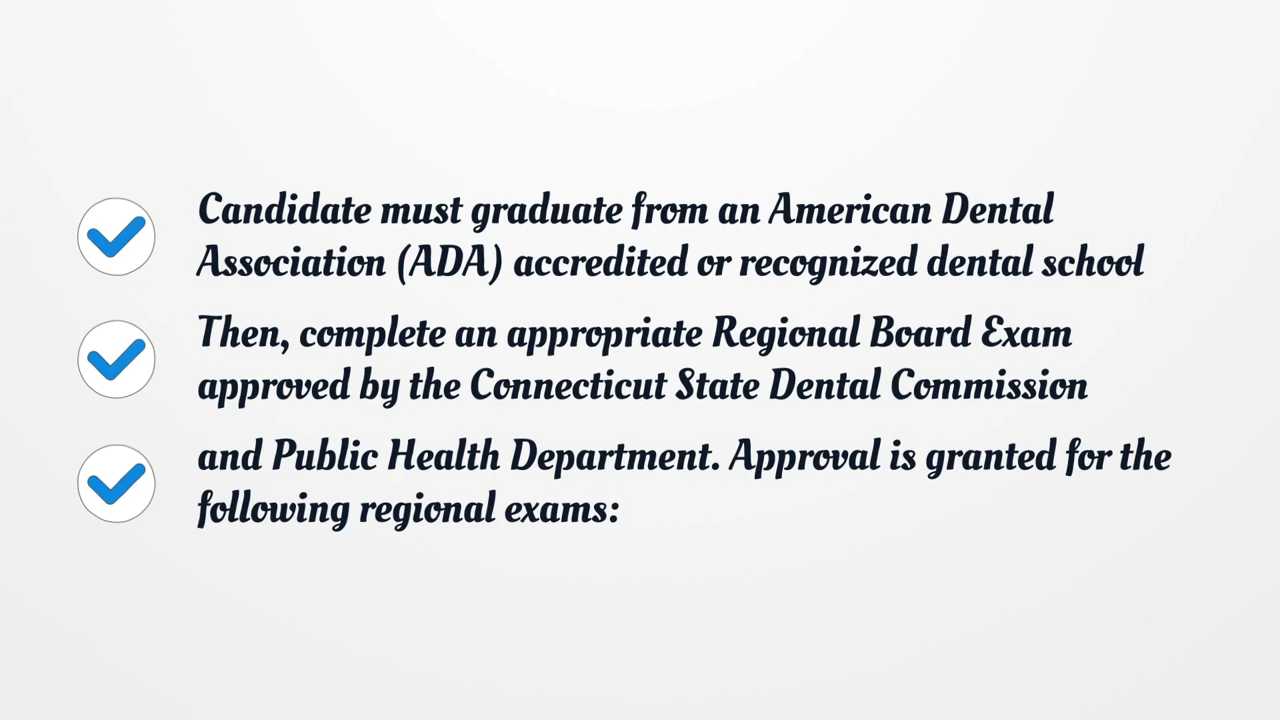 Candidate must graduate from an American Dental
Association (ADA) accredited or recognized dental school
Then, complete an appropriate Regional Board Exam
approved by the Connecticut State Dental Commission
and Public Health Department. Approval is granted for the
following regional exams: